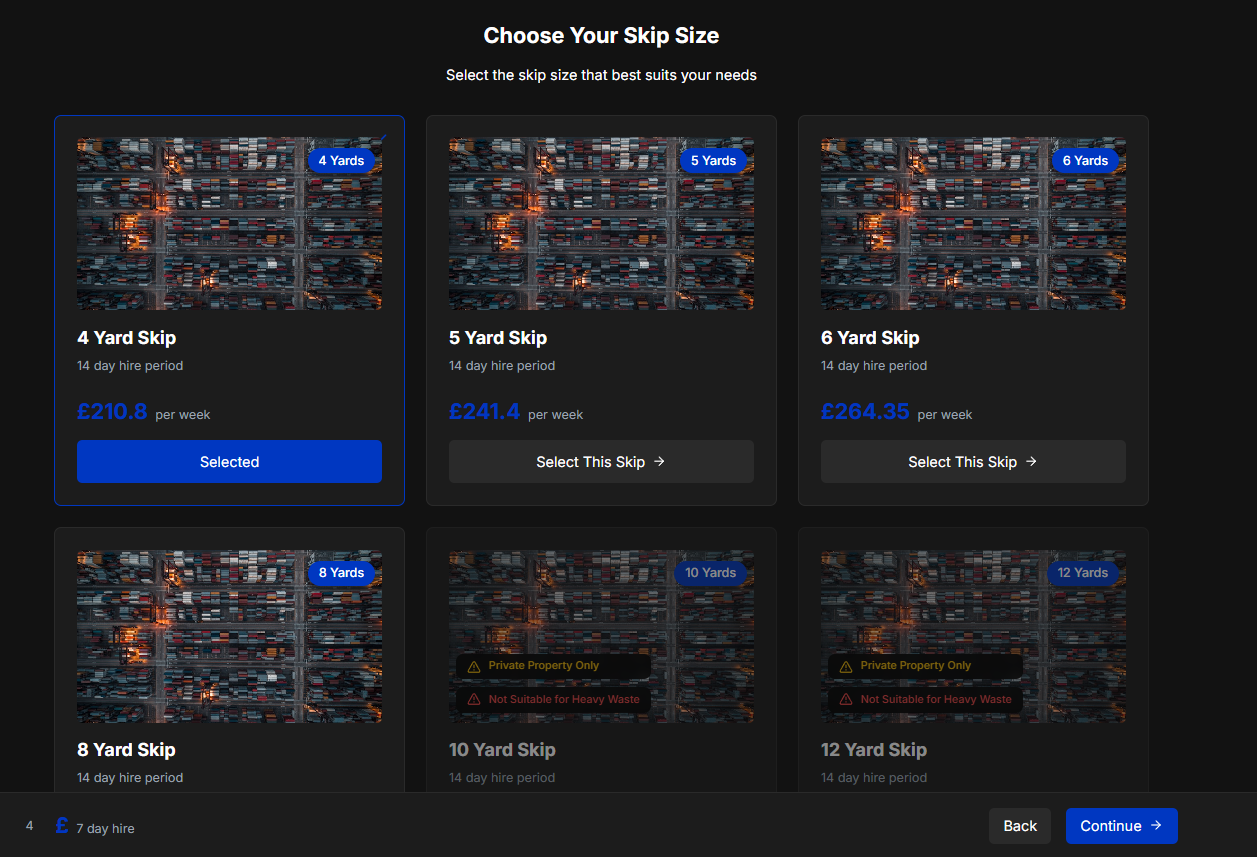 Choose Your Skip Size
Select the skip size that best suits your needs
4 Yards
5 Yards
6 Yards
4 Yard Skip
5 Yard Skip
6 Yard Skip
14 day hire period
14 day hire period
14 day hire period
£210.8 per week
£241.4 per week
£264.35 per week
Selected
Select This Skip →
Select This Skip →
8 Yards
10 Yards
12 Yards
Private Property Only
Private Property Only
Not Suitable for Heavy Waste
Not Suitable for Heavy Waste
8 Yard Skip
10 Yard Skip
12 Yard Skip
14 day hire period
14 day hire period
14 day hire period
4 £ 7 day hire
Back
Continue →